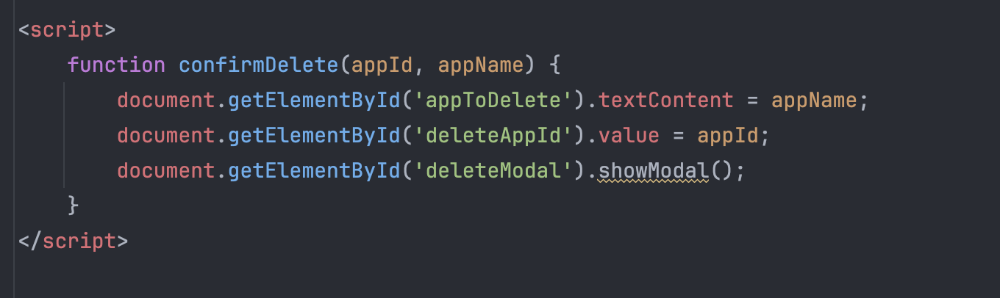 <script>
function confirmDelete(appId, appName) {
document.getElementById('appToDelete').textContent = appName;
document.getElementById('deleteAppId').value = appId;
document.getElementById('deleteModal').showModal();
}
</script>